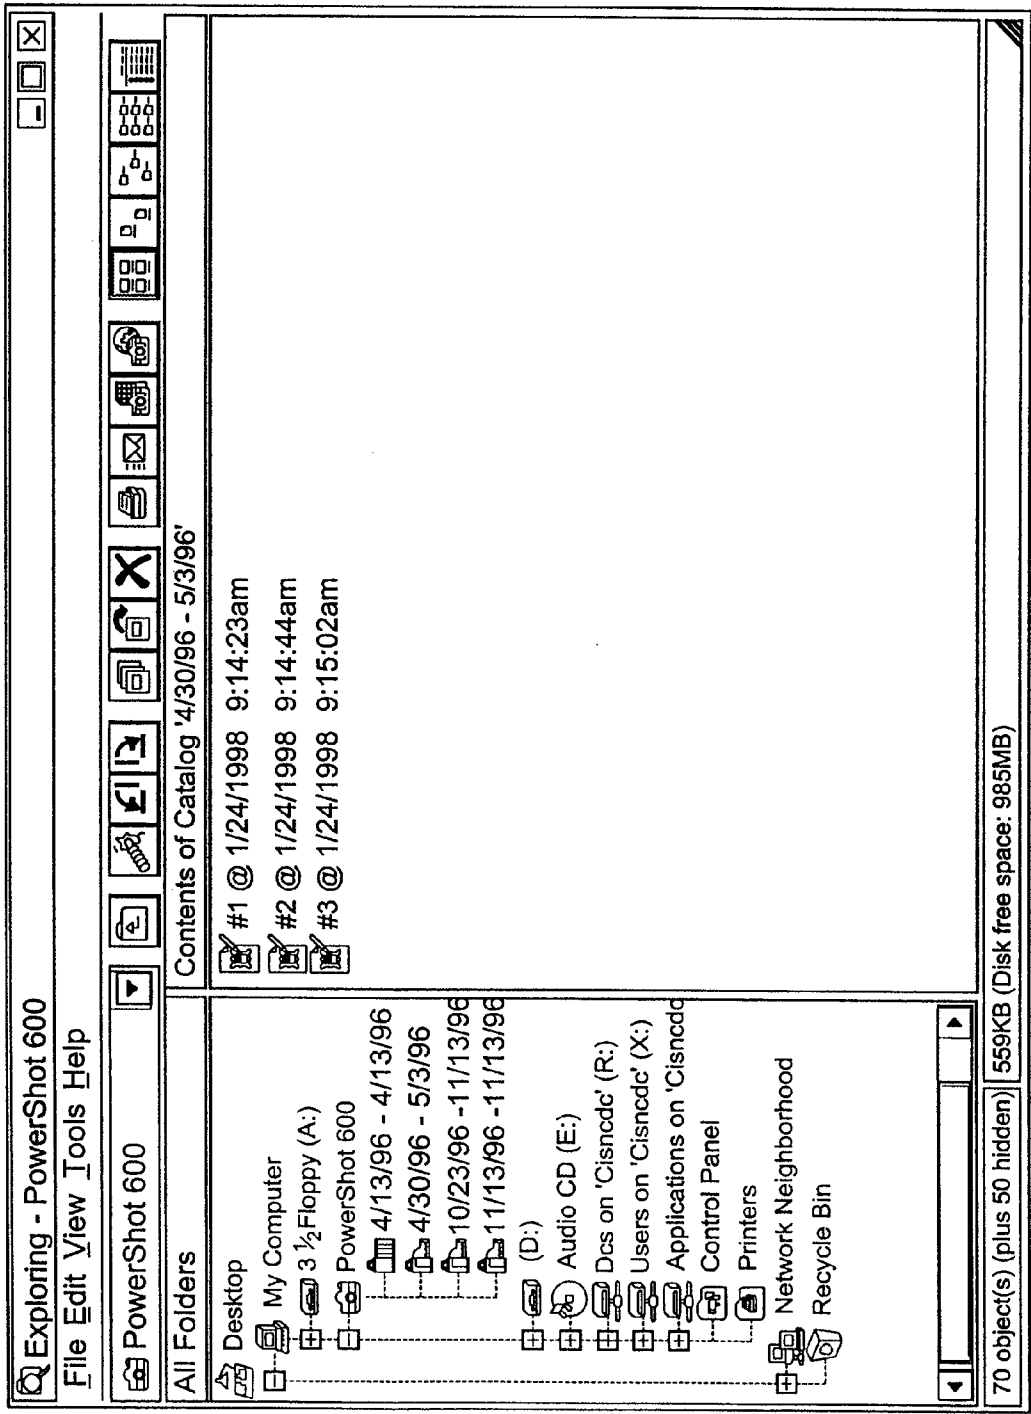 Exploring - PowerShot 600
File Edit View Tools Help
PowerShot 600
All Folders
Contents of Catalog '4/30/96 - 5/3/96'
Desktop
My Computer
3 ½ Floppy (A:)
PowerShot 600
4/13/96 - 4/13/96
4/30/96 - 5/3/96
10/23/96 -11/13/96
11/13/96 -11/13/96
(D:)
Audio CD (E:)
Dcs on 'Cisncdc' (R:)
Users on 'Cisncdc' (X:)
Applications on 'Cisncdc
Control Panel
Printers
Network Neighborhood
Recycle Bin
#1 @ 1/24/1998 9:14:23am
#2 @ 1/24/1998 9:14:44am
#3 @ 1/24/1998 9:15:02am
70 object(s) (plus 50 hidden)
559KB (Disk free space: 985MB)